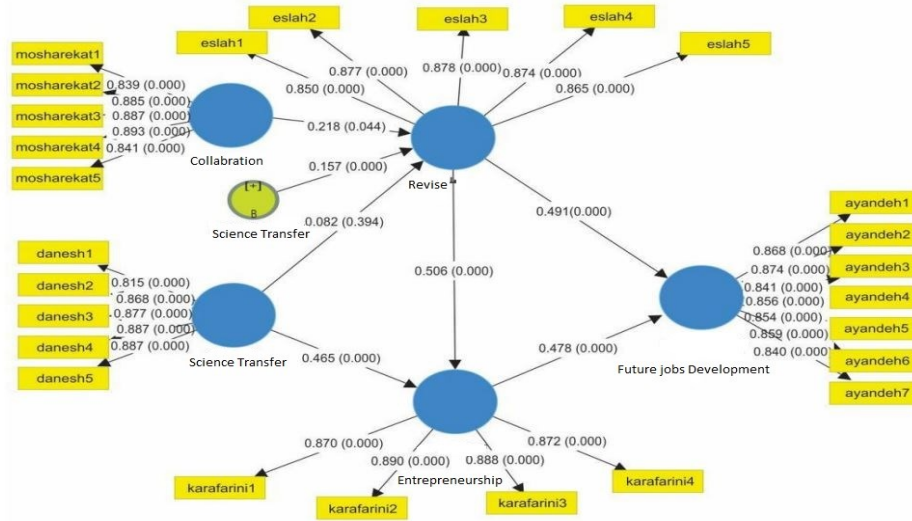 eslah2
eslah3
eslah4
eslah1
eslah5
mosharekat1
mosharekat2
mosharekat3
mosharekat4
mosharekat5
0.839 (0.000)
0.885 (0.000)
0.887 (0.000)
0.893 (0.000)
0.841 (0.000)
0.877 (0.000)
0.850 (0.000)
0.878 (0.000)
0.874 (0.000)
0.865 (0.000)
0.218 (0.044)
Collabration
0.157 (0.000)
Revise
[+]
B
Science Transfer
0.082 (0.394)
0.491(0.000)
danesh1
danesh2
danesh3
danesh4
danesh5
0.815 (0.000)
0.868 (0.000)
0.877 (0.000)
0.887 (0.000)
0.887 (0.000)
Science Transfer
0.506 (0.000)
0.465 (0.000)
0.478 (0.000)
ayandeh1
ayandeh2
ayandeh3
ayandeh4
ayandeh5
ayandeh6
ayandeh7
0.868 (0.000)
0.874 (0.000)
0.841 (0.000)
0.856 (0.000)
0.854 (0.000)
0.859 (0.000)
0.840 (0.000)
Future jobs Development
0.870 (0.000)
0.890 (0.000)
0.888 (0.000)
0.872 (0.000)
Entrepreneurship
karafarini1
karafarini2
karafarini3
karafarini4